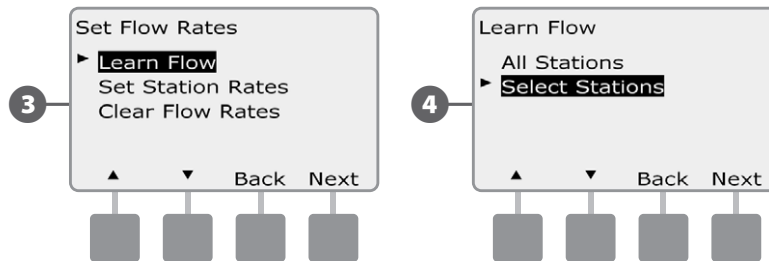 3
Set Flow Rates
► Learn Flow
Set Station Rates
Clear Flow Rates
▲ ▼ Back Next
4
Learn Flow
All Stations
► Select Stations
▲ ▼ Back Next